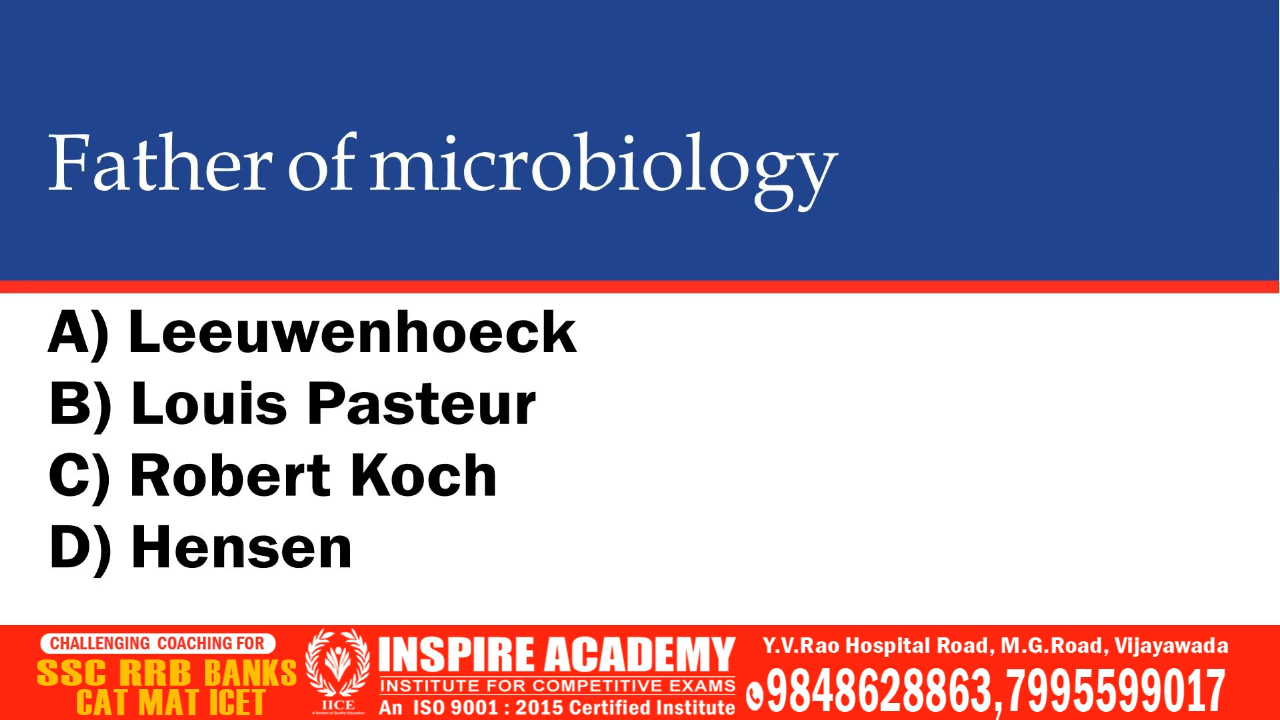 Father of microbiology
A) Leeuwenhoeck
B) Louis Pasteur
C) Robert Koch
D) Hensen
CHALLENGING COACHING FOR
SSC RRB BANKS
CAT MAT ICET
IICE
INSPIRE ACADEMY
INSTITUTE FOR COMPETITIVE EXAMS
An ISO 9001 : 2015 Certified Institute
Y.V.Rao Hospital Road, M.G.Road, Vijayawada
9848628863,7995599017